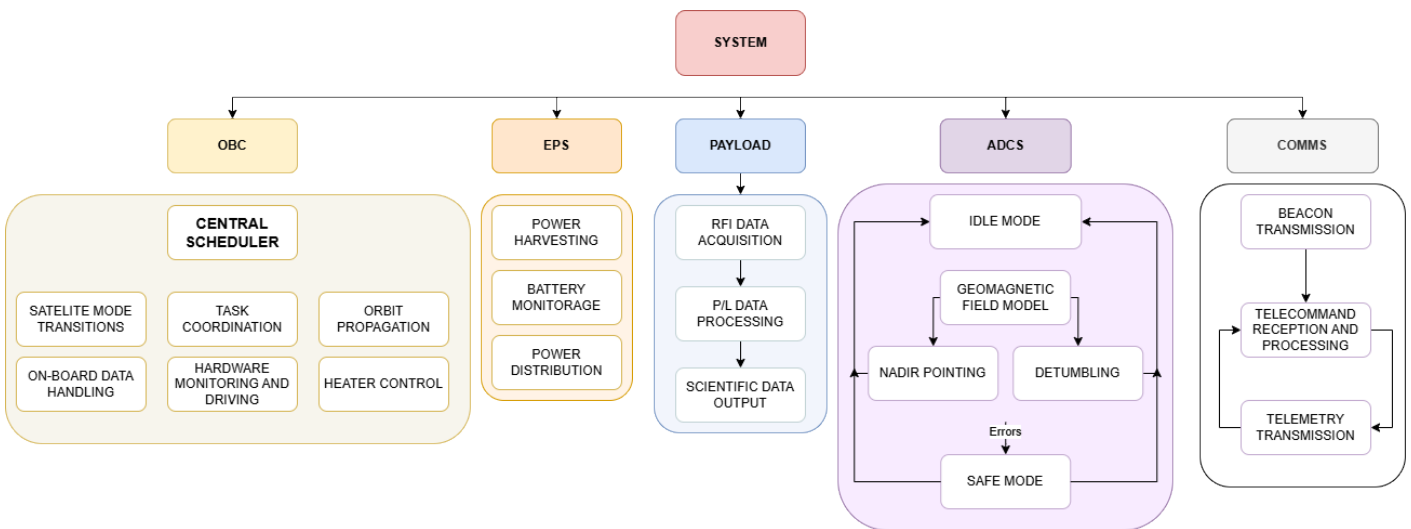 SYSTEM
OBC
EPS
PAYLOAD
ADCS
COMMS
CENTRAL
SCHEDULER
SATELITE MODE
TRANSITIONS
TASK
COORDINATION
ORBIT
PROPAGATION
ON-BOARD DATA
HANDLING
HARDWARE
MONITORING AND
DRIVING
HEATER CONTROL
POWER
HARVESTING
BATTERY
MONITORAGE
POWER
DISTRIBUTION
RFI DATA
ACQUISITION
P/L DATA
PROCESSING
SCIENTIFIC DATA
OUTPUT
IDLE MODE
GEOMAGNETIC
FIELD MODEL
NADIR POINTING
DETUMBLING
Errors
SAFE MODE
BEACON
TRANSMISSION
TELECOMMAND
RECEPTION AND
PROCESSING
TELEMETRY
TRANSMISSION